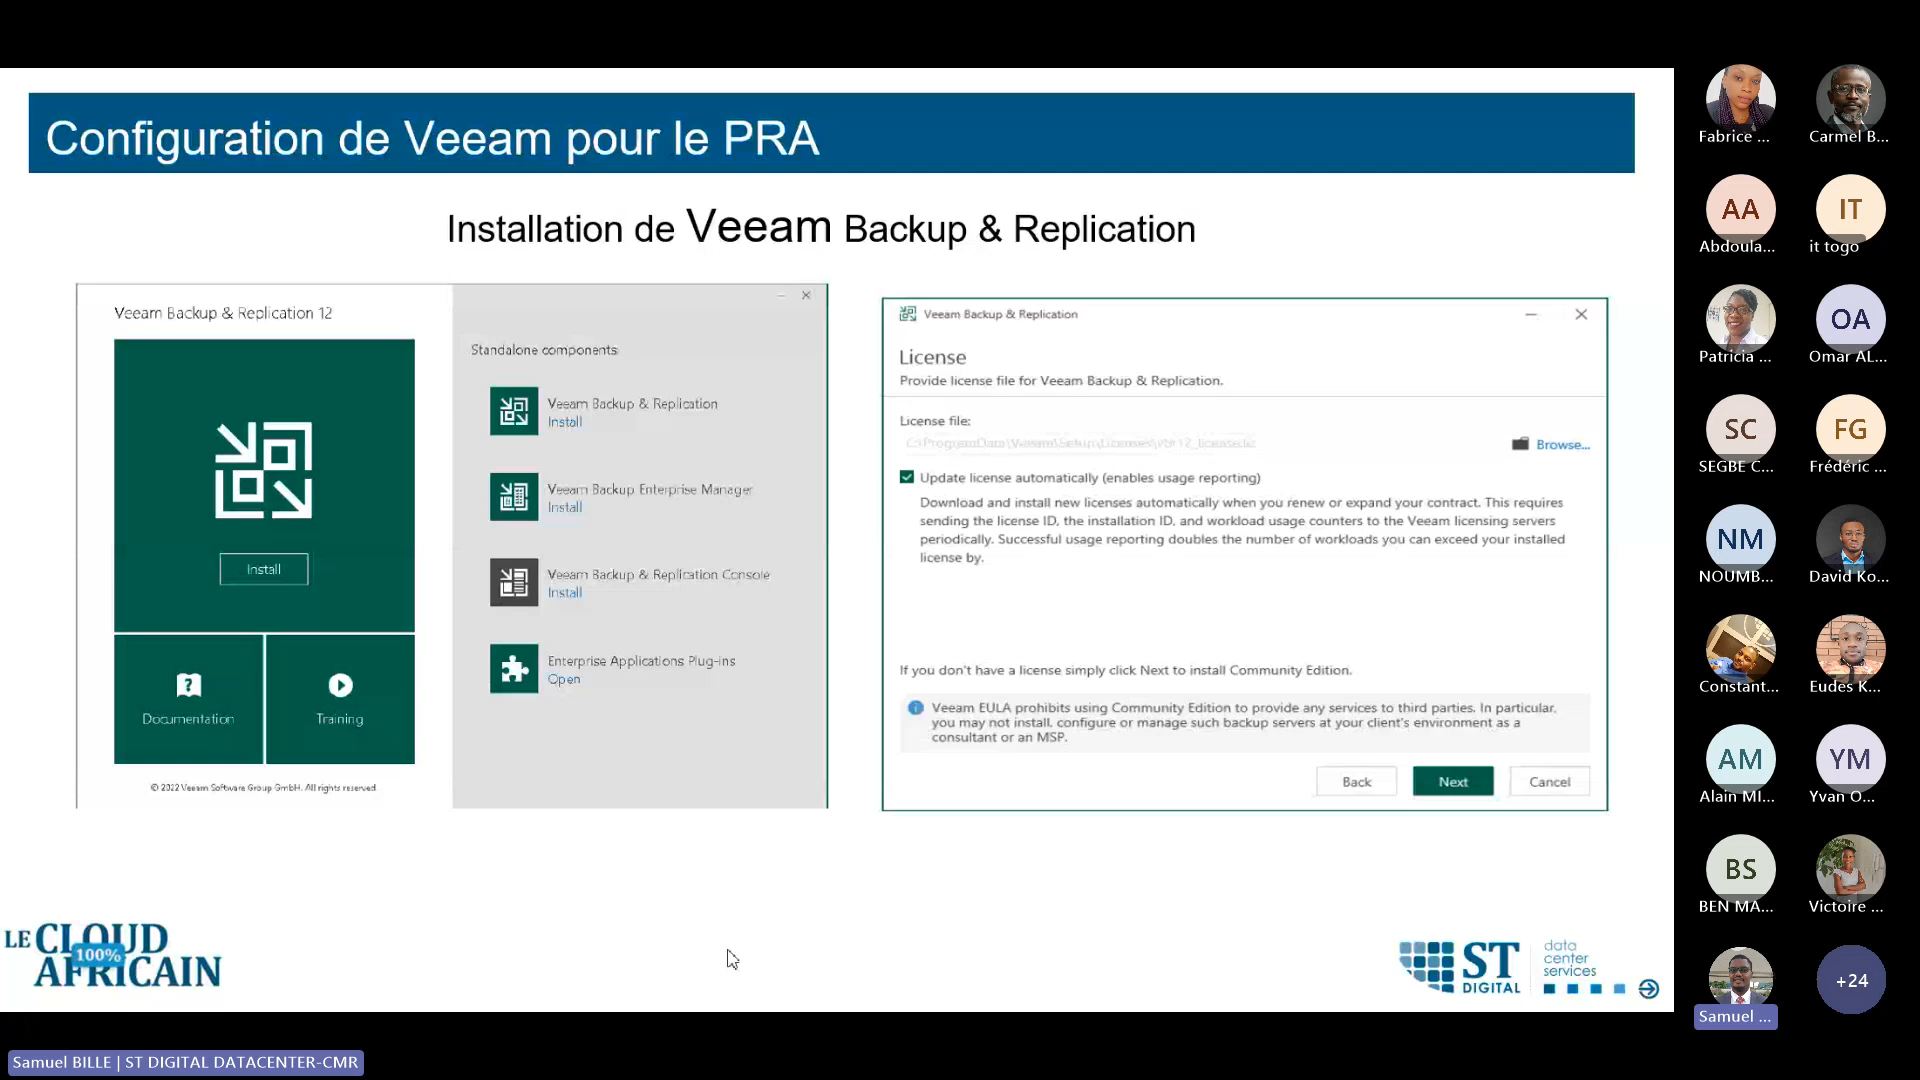 Configuration de Veeam pour le PRA
Installation de Veeam Backup & Replication
Veeam Backup & Replication 12
Install
Documentation
Training
© 2022 Veeam Software Group GmbH. All rights reserved.
Standalone components
Veeam Backup & Replication
Install
Veeam Backup Enterprise Manager
Install
Veeam Backup & Replication Console
Install
Enterprise Applications Plug-ins
Open
Veeam Backup & Replication
License
Provide license file for Veeam Backup & Replication.
License file:
Browse...
Update license automatically (enables usage reporting)
Download and install new licenses automatically when you renew or expand your contract. This requires
sending the license ID, the installation ID, and workload usage counters to the Veeam licensing servers
periodically. Successful usage reporting doubles the number of workloads you can exceed your installed
license by.
If you don't have a license simply click Next to install Community Edition.
Veeam EULA prohibits using Community Edition to provide any services to third parties. In particular,
you may not install, configure or manage such backup servers at your client's environment as a
consultant or an MSP.
Back
Next
Cancel
LE CLOUD
AFRICAIN
100%
ST
DIGITAL
data
center
services
Fabrice ...
Carmel B...
AA
Abdoula...
IT
it togo
Patricia ...
OA
Omar AL...
SC
SEGBE C...
FG
Frédéric ...
NM
NOUMB...
David Ko...
Constant...
Eudes K...
AM
Alain MI...
YM
Yvan O...
BS
BEN MA...
Victoire ...
Samuel ...
+24
Samuel BILLE | ST DIGITAL DATACENTER-CMR